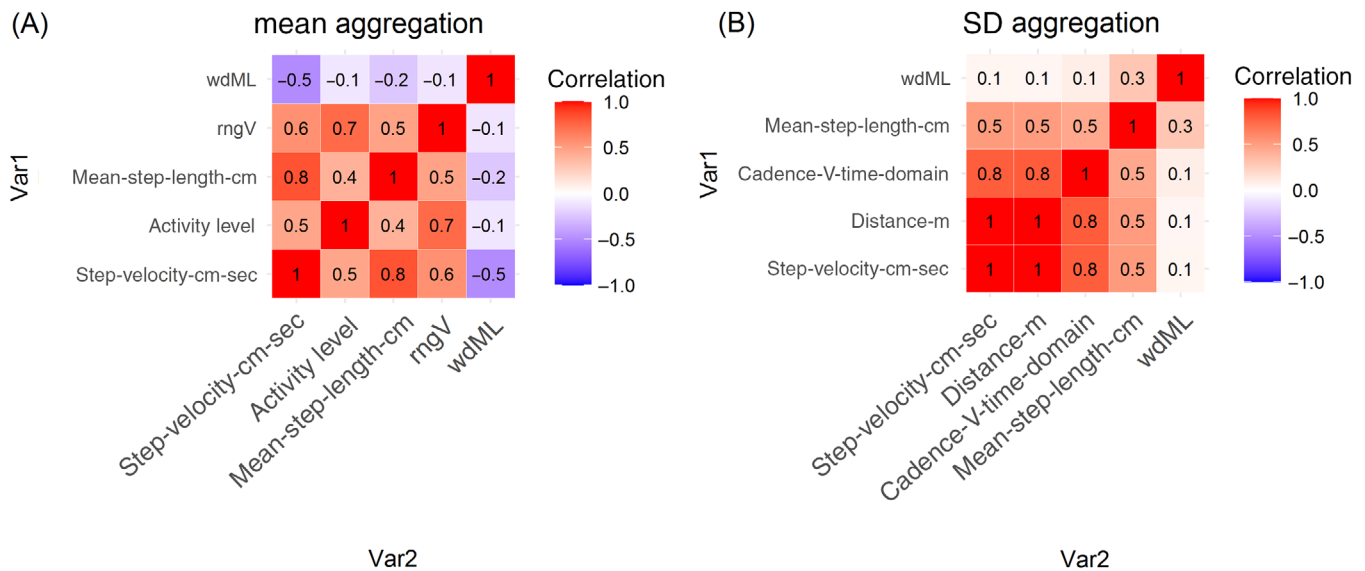 (A) mean aggregation
wdML −0.5 −0.1 −0.2 −0.1 1
rngV 0.6 0.7 0.5 1 −0.1
Mean-step-length-cm 0.8 0.4 1 0.5 −0.2
Activity level 0.5 1 0.4 0.7 −0.1
Step-velocity-cm-sec 1 0.5 0.8 0.6 −0.5
Var1
Step-velocity-cm-sec
Activity level
Mean-step-length-cm
rngV
wdML
Var2
Correlation
1.0
0.5
0.0
−0.5
−1.0
(B) SD aggregation
wdML 0.1 0.1 0.1 0.3 1
Mean-step-length-cm 0.5 0.5 0.5 1 0.3
Cadence-V-time-domain 0.8 0.8 1 0.5 0.1
Distance-m 1 1 0.8 0.5 0.1
Step-velocity-cm-sec 1 1 0.8 0.5 0.1
Var1
Step-velocity-cm-sec
Distance-m
Cadence-V-time-domain
Mean-step-length-cm
wdML
Var2
Correlation
1.0
0.5
0.0
−0.5
−1.0